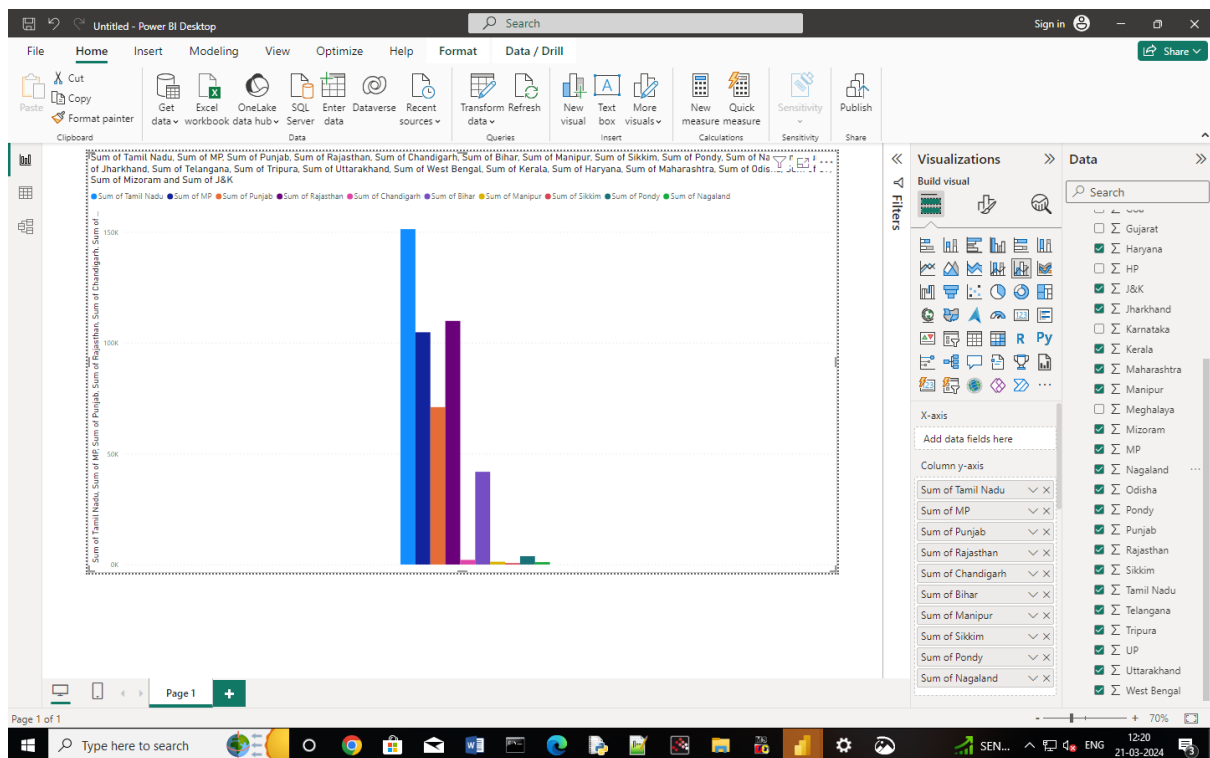 Untitled - Power BI Desktop
Search
Sign in
File Home Insert Modeling View Optimize Help Format Data / Drill
Share
Paste
Cut
Copy
Format painter
Clipboard
Get data
Excel workbook
OneLake data hub
SQL Server
Enter data
Dataverse
Recent sources
Data
Transform data
Refresh
Queries
New visual
Text box
More visuals
Insert
New measure
Quick measure
Calculations
Sensitivity
Sensitivity
Publish
Share
Sum of Tamil Nadu, Sum of MP, Sum of Punjab, Sum of Rajasthan, Sum of Chandigarh, Sum of Bihar, Sum of Manipur, Sum of Sikkim, Sum of Pondy, Sum of Na
of Jharkhand, Sum of Telangana, Sum of Tripura, Sum of Uttarakhand, Sum of West Bengal, Sum of Kerala, Sum of Haryana, Sum of Maharashtra, Sum of Odis
Sum of Mizoram and Sum of J&K
Sum of Tamil Nadu Sum of MP Sum of Punjab Sum of Rajasthan Sum of Chandigarh Sum of Bihar Sum of Manipur Sum of Sikkim Sum of Pondy Sum of Nagaland
Sum of Tamil Nadu, Sum of MP, Sum of Punjab, Sum of Rajasthan, Sum of Chandigarh, Sum of ...
150K
100K
50K
0K
Filters
Visualizations
Build visual
123
R
Py
X-axis
Add data fields here
Column y-axis
Sum of Tamil Nadu
Sum of MP
Sum of Punjab
Sum of Rajasthan
Sum of Chandigarh
Sum of Bihar
Sum of Manipur
Sum of Sikkim
Sum of Pondy
Sum of Nagaland
Data
Search
Gujarat
Haryana
HP
J&K
Jharkhand
Karnataka
Kerala
Maharashtra
Manipur
Meghalaya
Mizoram
MP
Nagaland
Odisha
Pondy
Punjab
Rajasthan
Sikkim
Tamil Nadu
Telangana
Tripura
UP
Uttarakhand
West Bengal
Page 1
Page 1 of 1
70%
Type here to search
SEN...
ENG
12:20
21-03-2024
3